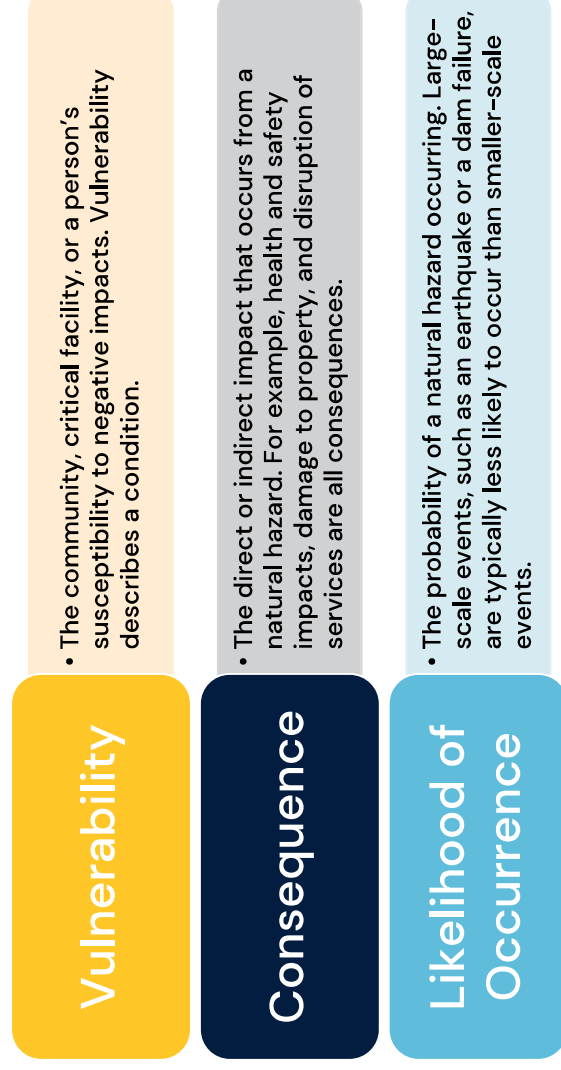 Vulnerability
• The community, critical facility, or a person's
susceptibility to negative impacts. Vulnerability
describes a condition.
Consequence
• The direct or indirect impact that occurs from a
natural hazard. For example, health and safety
impacts, damage to property, and disruption of
services are all consequences.
Likelihood of
Occurrence
• The probability of a natural hazard occurring. Large-
scale events, such as an earthquake or a dam failure,
are typically less likely to occur than smaller-scale
events.